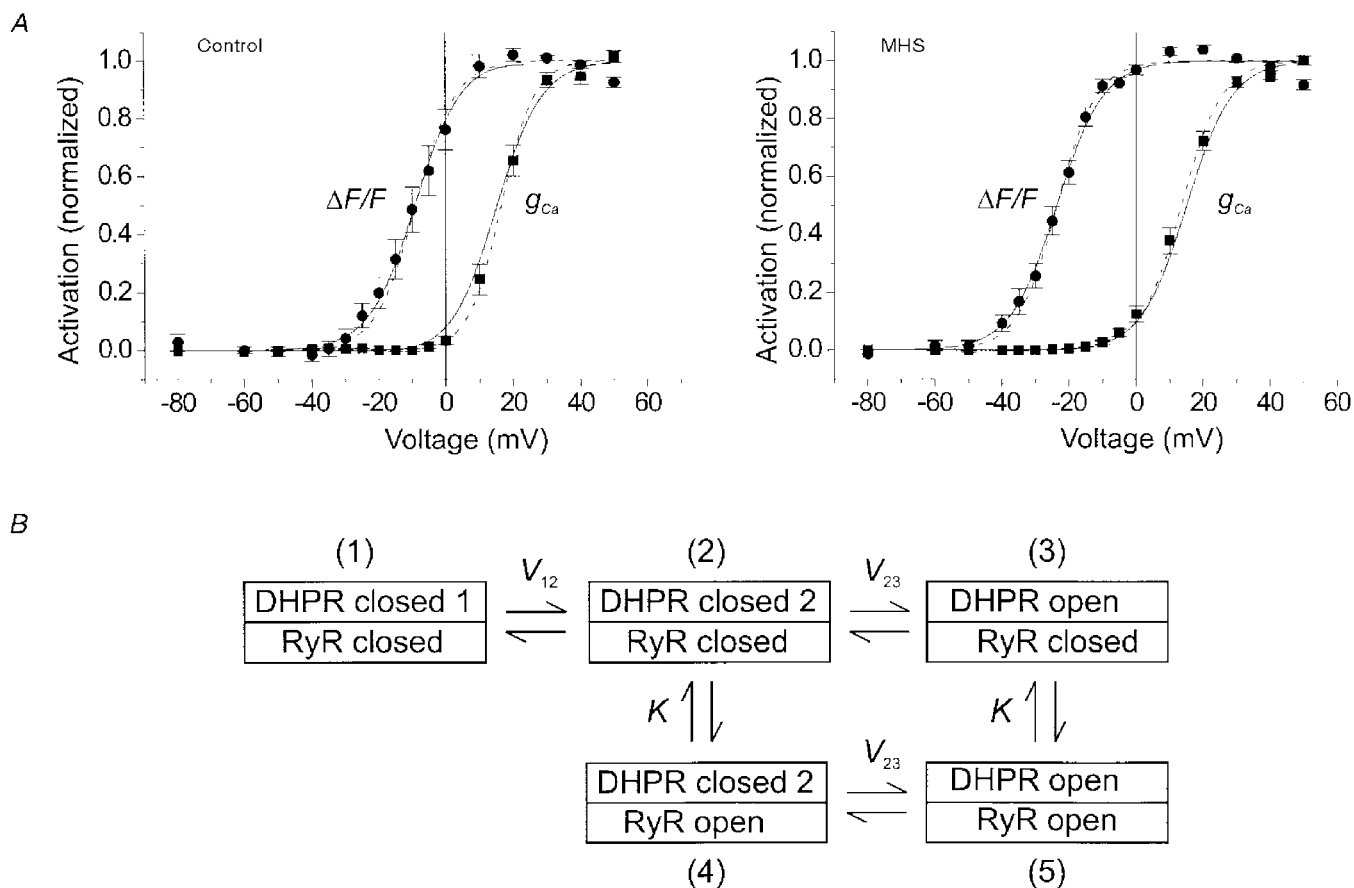 A
Control
Activation (normalized)
1.0
0.8
0.6
0.4
0.2
0.0
ΔF/F
gCa
-80 -60 -40 -20 0 20 40 60
Voltage (mV)
MHS
Activation (normalized)
1.0
0.8
0.6
0.4
0.2
0.0
ΔF/F
gCa
-80 -60 -40 -20 0 20 40 60
Voltage (mV)
B
(1) (2) (3)
V12 V23
DHPR closed 1 DHPR closed 2 DHPR open
RyR closed RyR closed RyR closed
K K
V23
DHPR closed 2 DHPR open
RyR open RyR open
(4) (5)